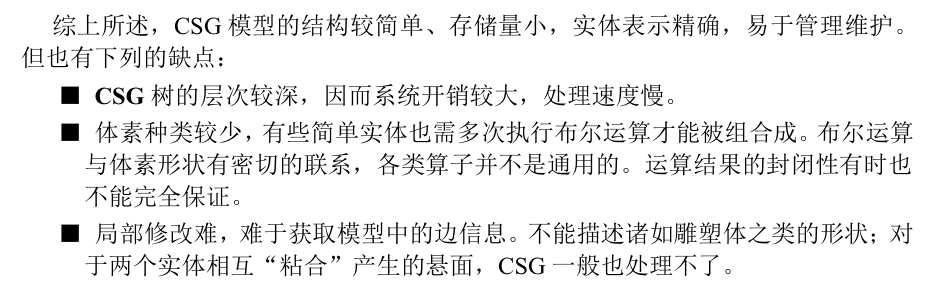 综上所述，CSG 模型的结构较简单、存储量小，实体表示精确，易于管理维护。
但也有下列的缺点：
■ CSG 树的层次较深，因而系统开销较大，处理速度慢。
■ 体素种类较少，有些简单实体也需多次执行布尔运算才能被组合成。布尔运算
与体素形状有密切的联系，各类算子并不是通用的。运算结果的封闭性有时也
不能完全保证。
■ 局部修改难，难于获取模型中的边信息。不能描述诸如雕塑体之类的形状；对
于两个实体相互“粘合”产生的悬面，CSG 一般也处理不了。